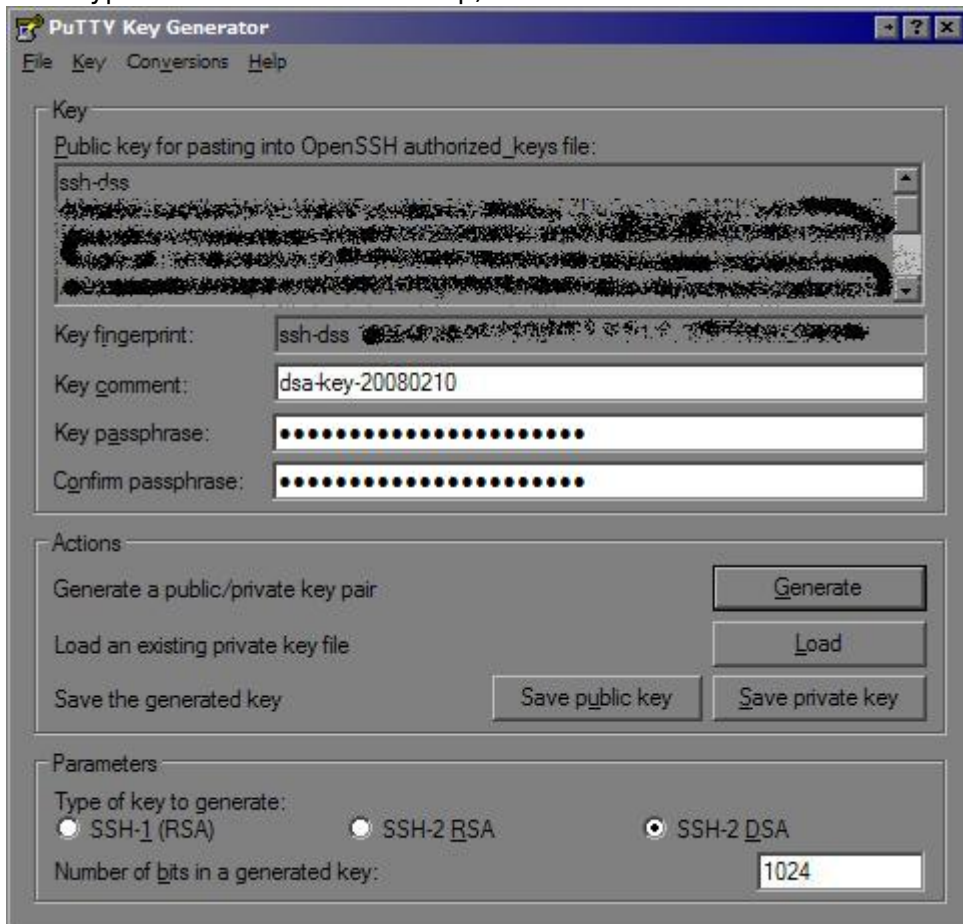 PuTTY Key Generator
File Key Conversions Help
Key
Public key for pasting into OpenSSH authorized_keys file:
ssh-dss
Key fingerprint: ssh-dss
Key comment: dsa-key-20080210
Key passphrase: ●●●●●●●●●●●●●●●●●●●●●●
Confirm passphrase: ●●●●●●●●●●●●●●●●●●●●●●
Actions
Generate a public/private key pair Generate
Load an existing private key file Load
Save the generated key Save public key Save private key
Parameters
Type of key to generate:
SSH-1 (RSA) SSH-2 RSA SSH-2 DSA
Number of bits in a generated key: 1024